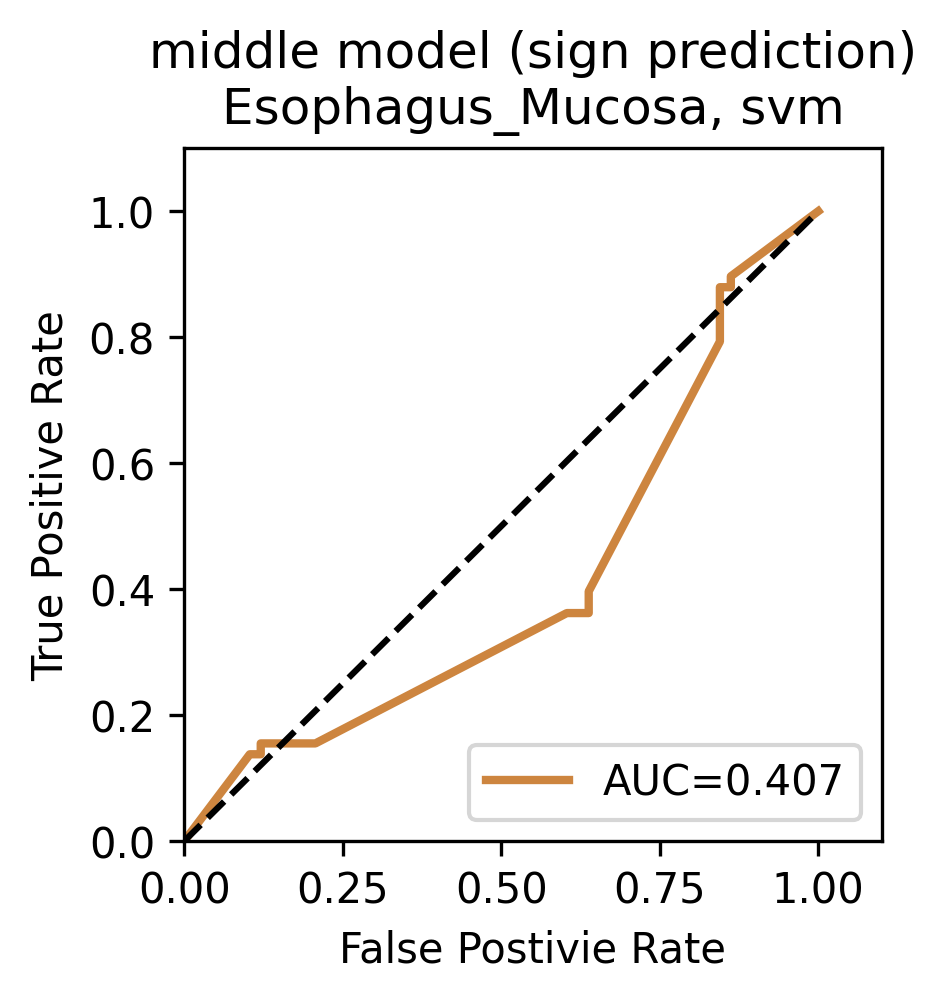 middle model (sign prediction)
Esophagus_Mucosa, svm
True Positive Rate
1.0
0.8
0.6
0.4
0.2
0.0
AUC=0.407
0.00 0.25 0.50 0.75 1.00
False Postivie Rate